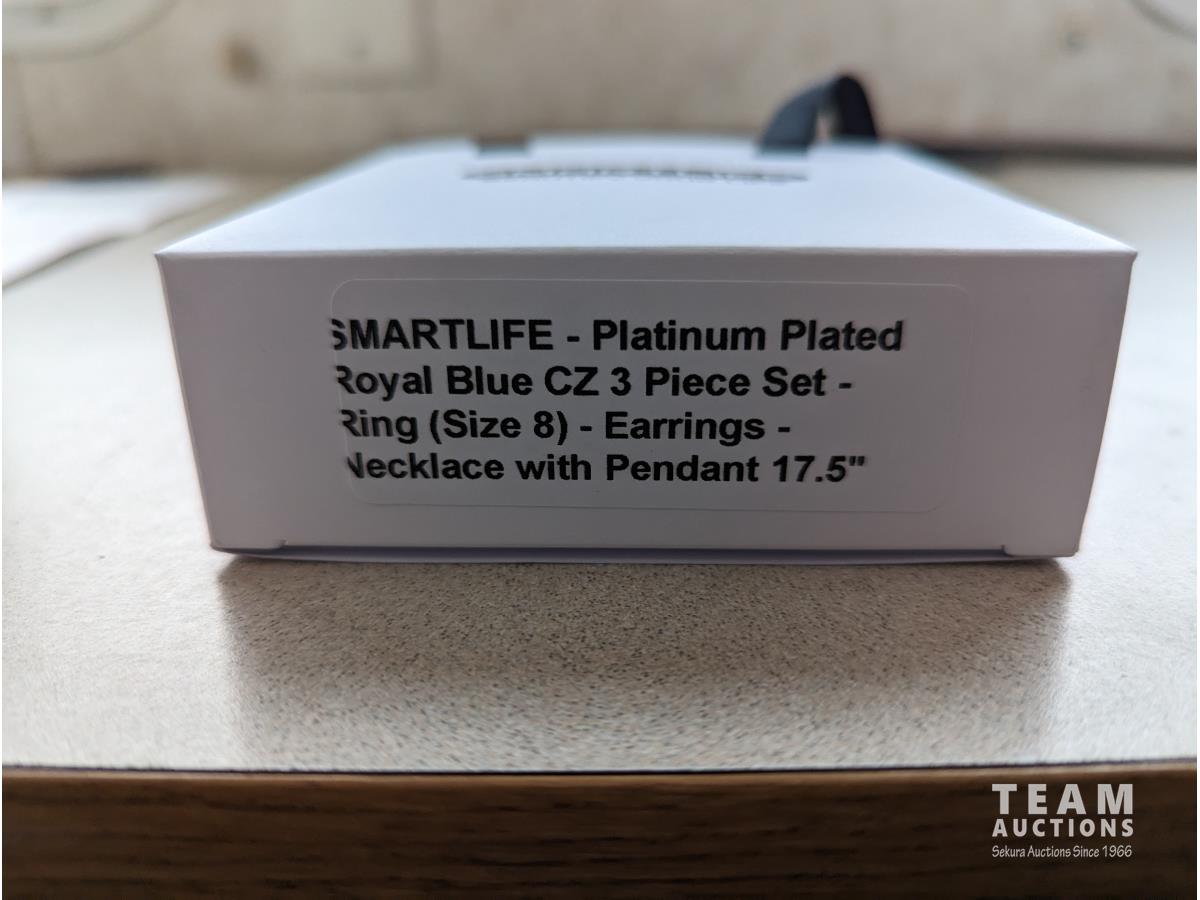 SMARTLIFE - Platinum Plated
Royal Blue CZ 3 Piece Set -
Ring (Size 8) - Earrings -
Necklace with Pendant 17.5"
TEAM
AUCTIONS
Sekura Auctions Since 1966